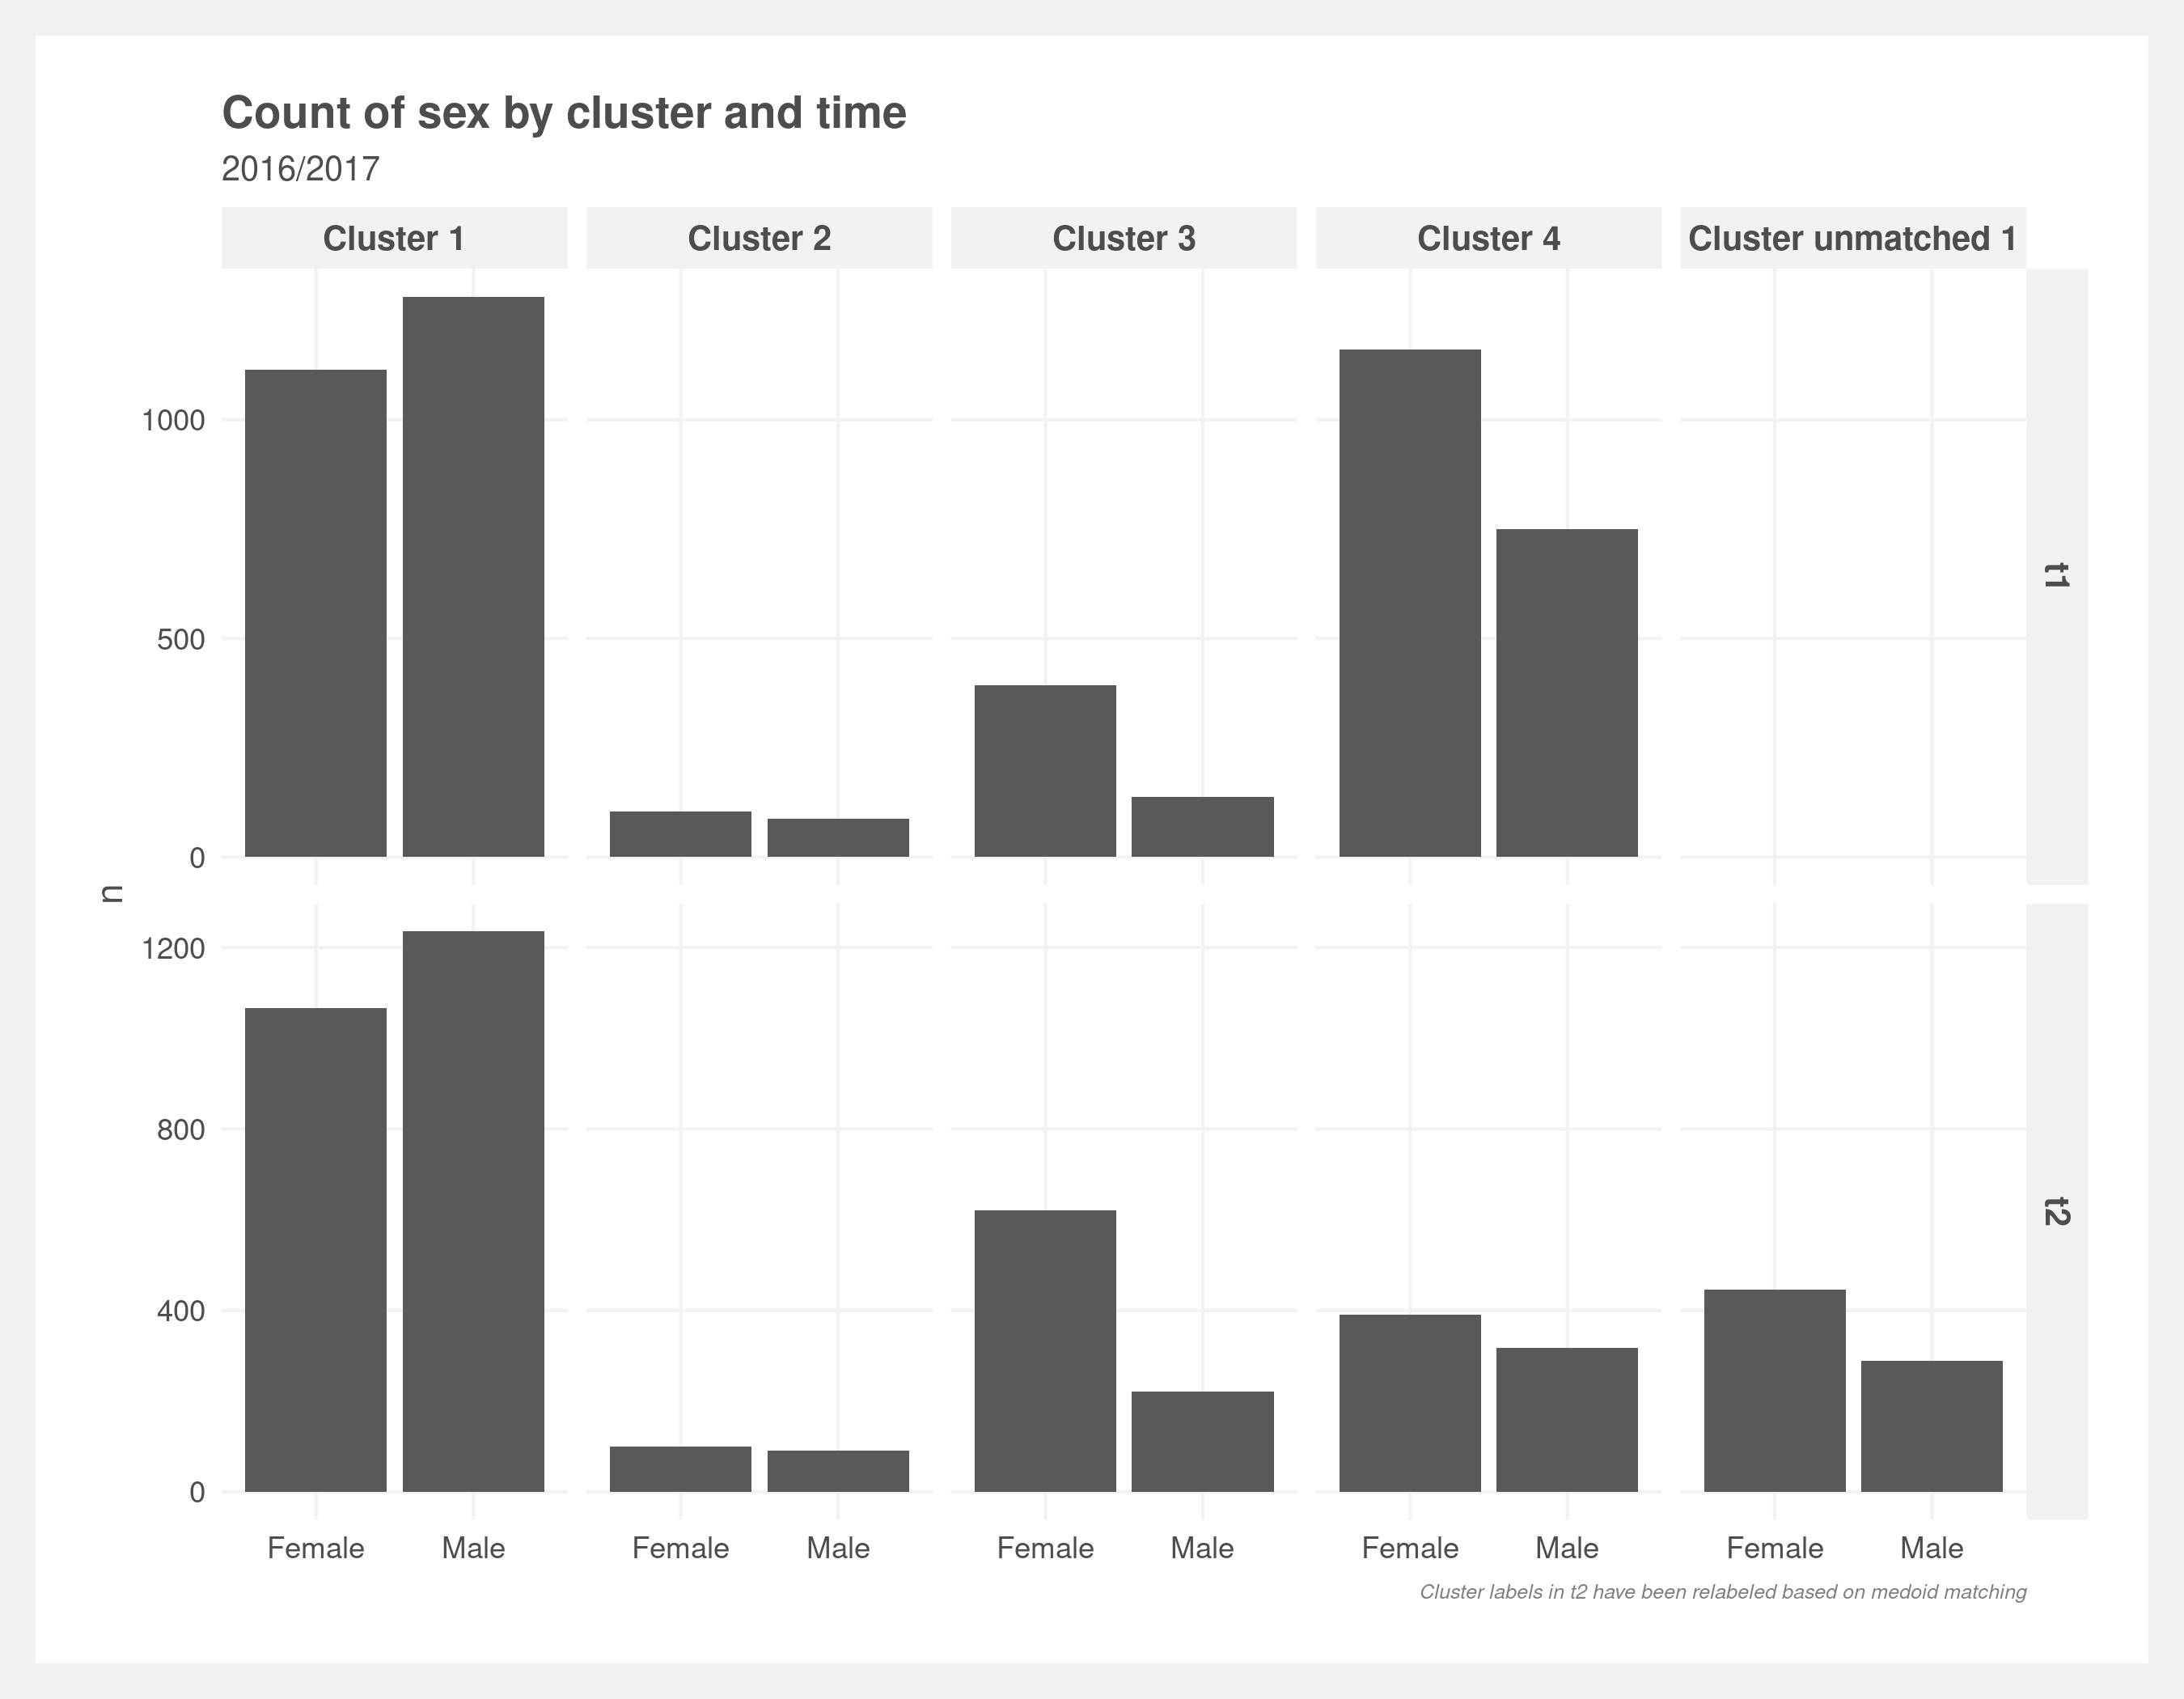 Count of sex by cluster and time
2016/2017
Cluster 1 Cluster 2 Cluster 3 Cluster 4 Cluster unmatched 1
1000
500
0
t1
n
1200
800
400
0
t2
Female Male Female Male Female Male Female Male Female Male
Cluster labels in t2 have been relabeled based on medoid matching